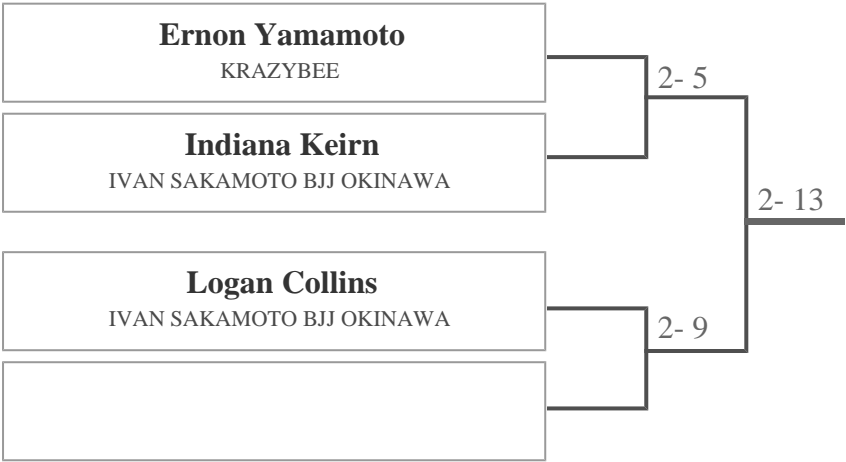 Ernon Yamamoto
KRAZYBEE
2- 5
Indiana Keirn
IVAN SAKAMOTO BJJ OKINAWA
2- 13
Logan Collins
IVAN SAKAMOTO BJJ OKINAWA
2- 9